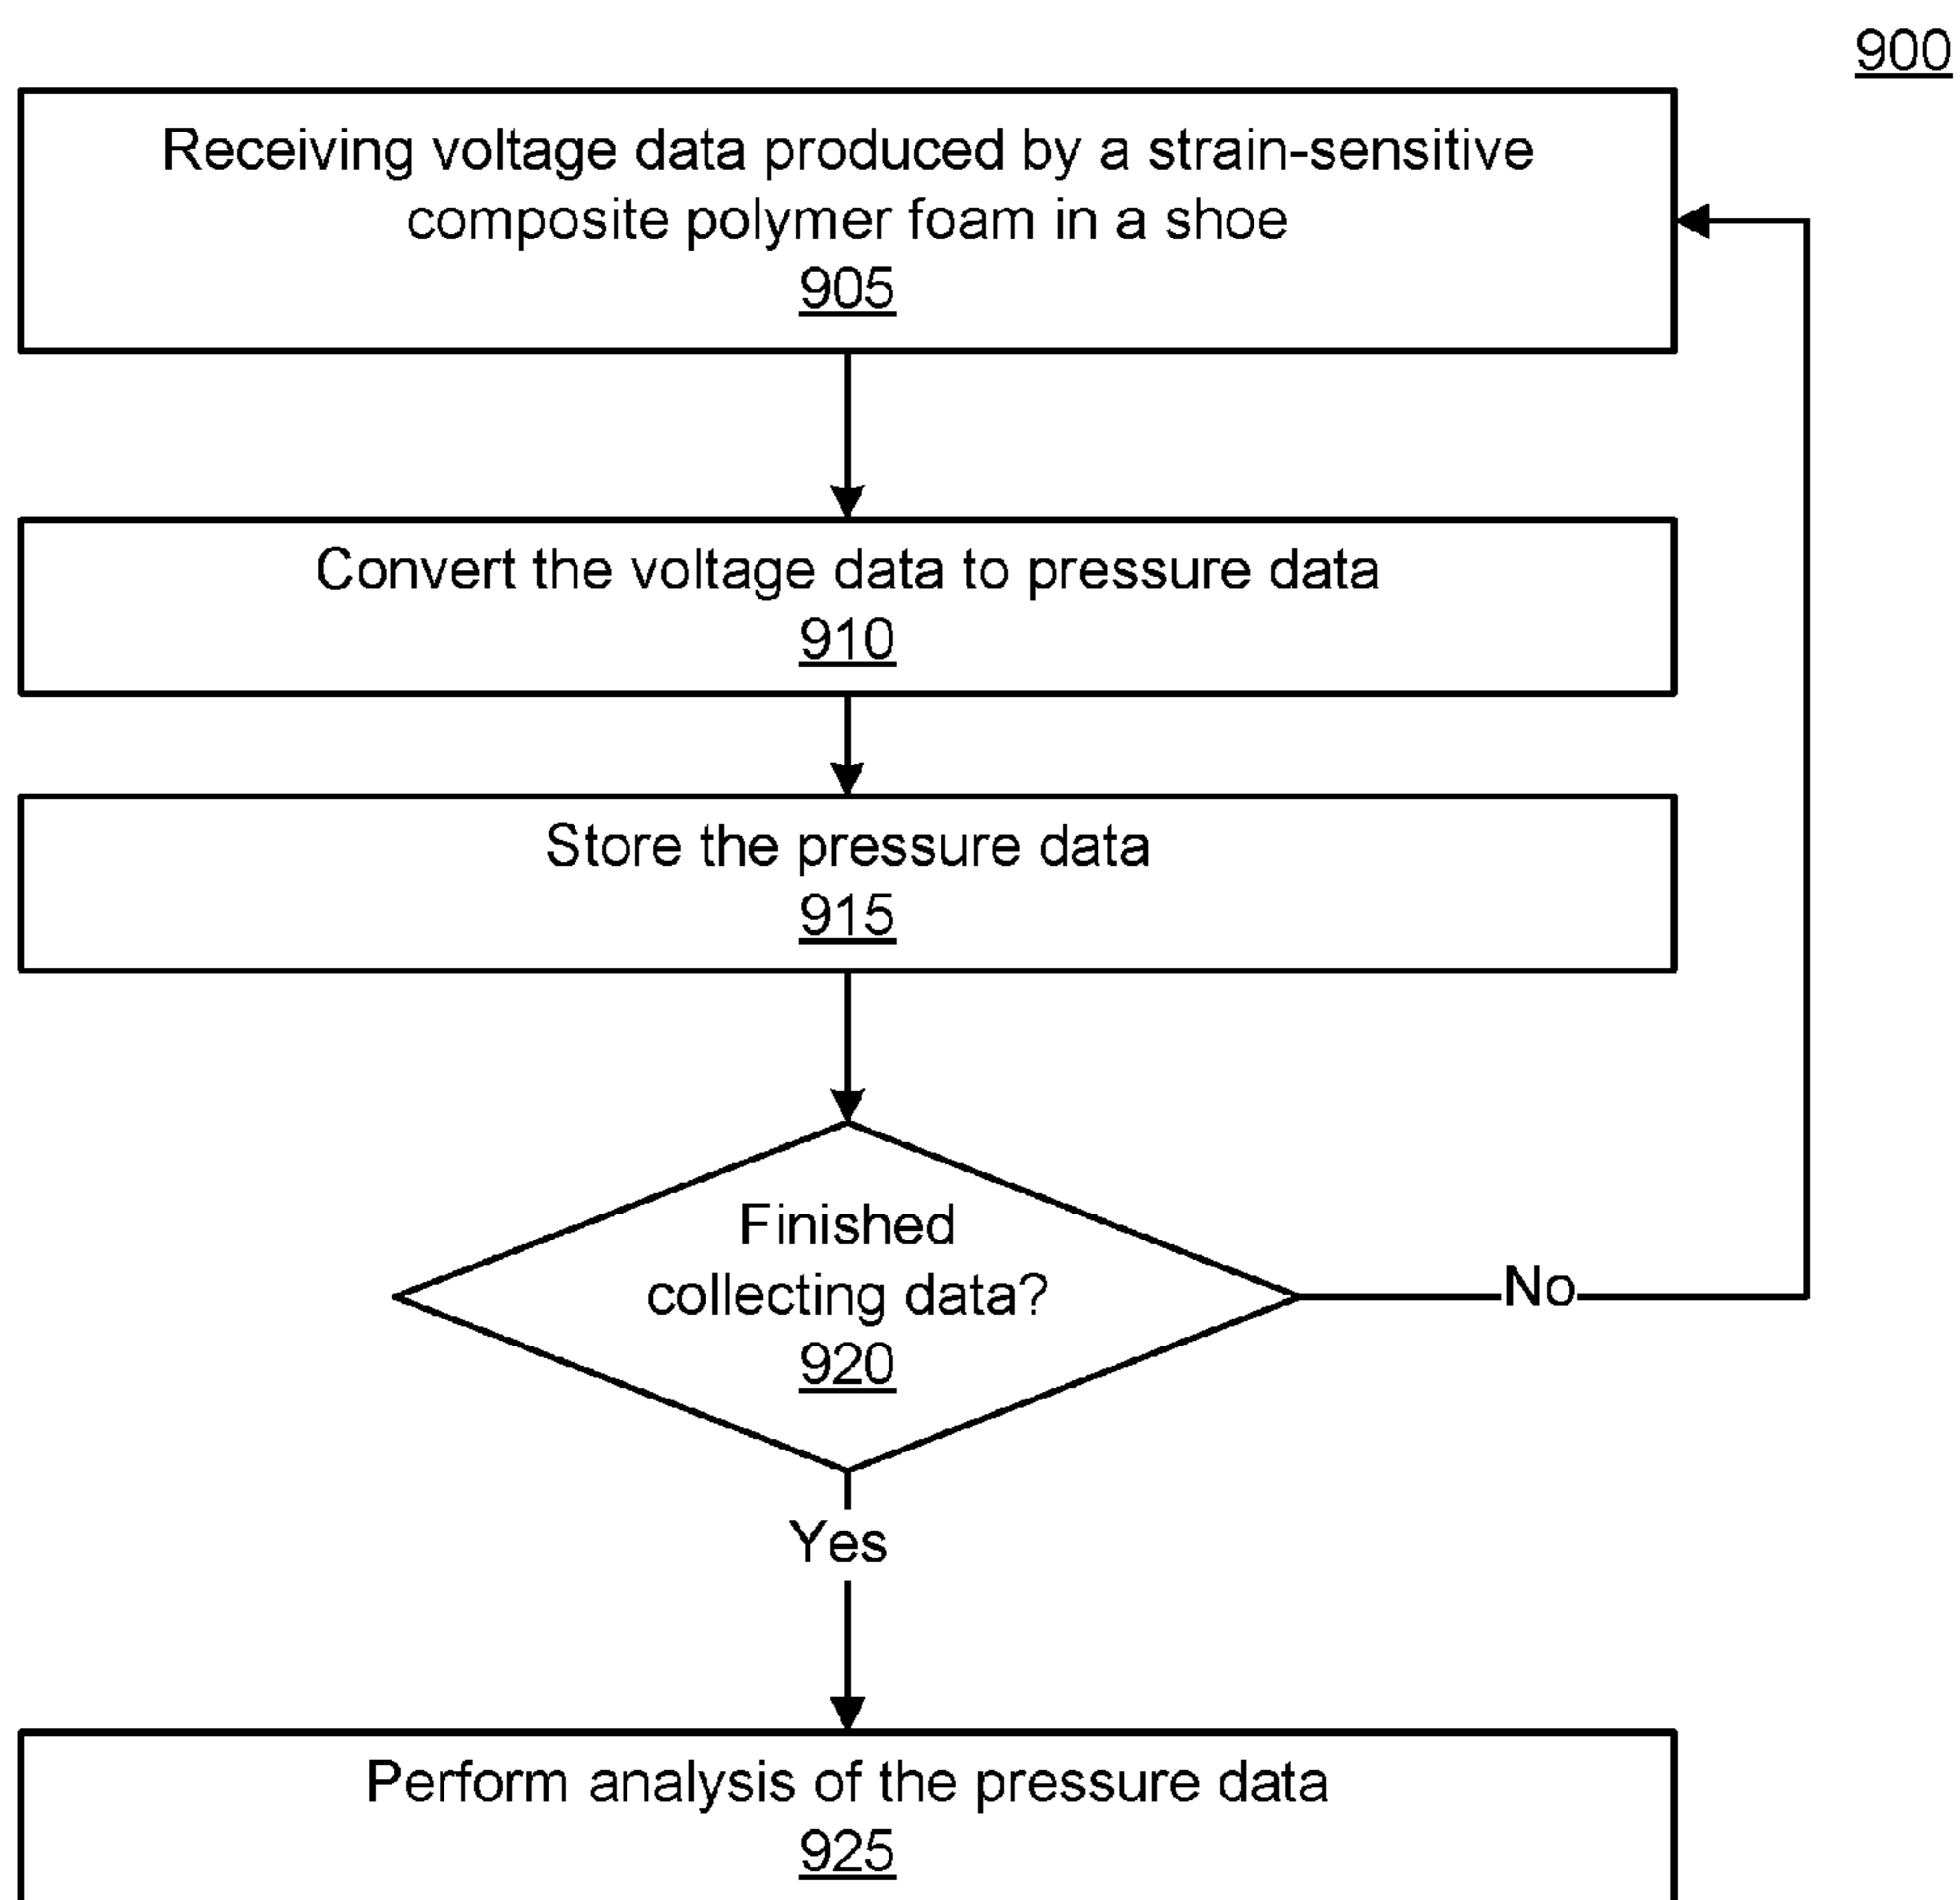 900
Receiving voltage data produced by a strain-sensitive
composite polymer foam in a shoe
905
Convert the voltage data to pressure data
910
Store the pressure data
915
Finished
collecting data?
920
No
Yes
Perform analysis of the pressure data
925